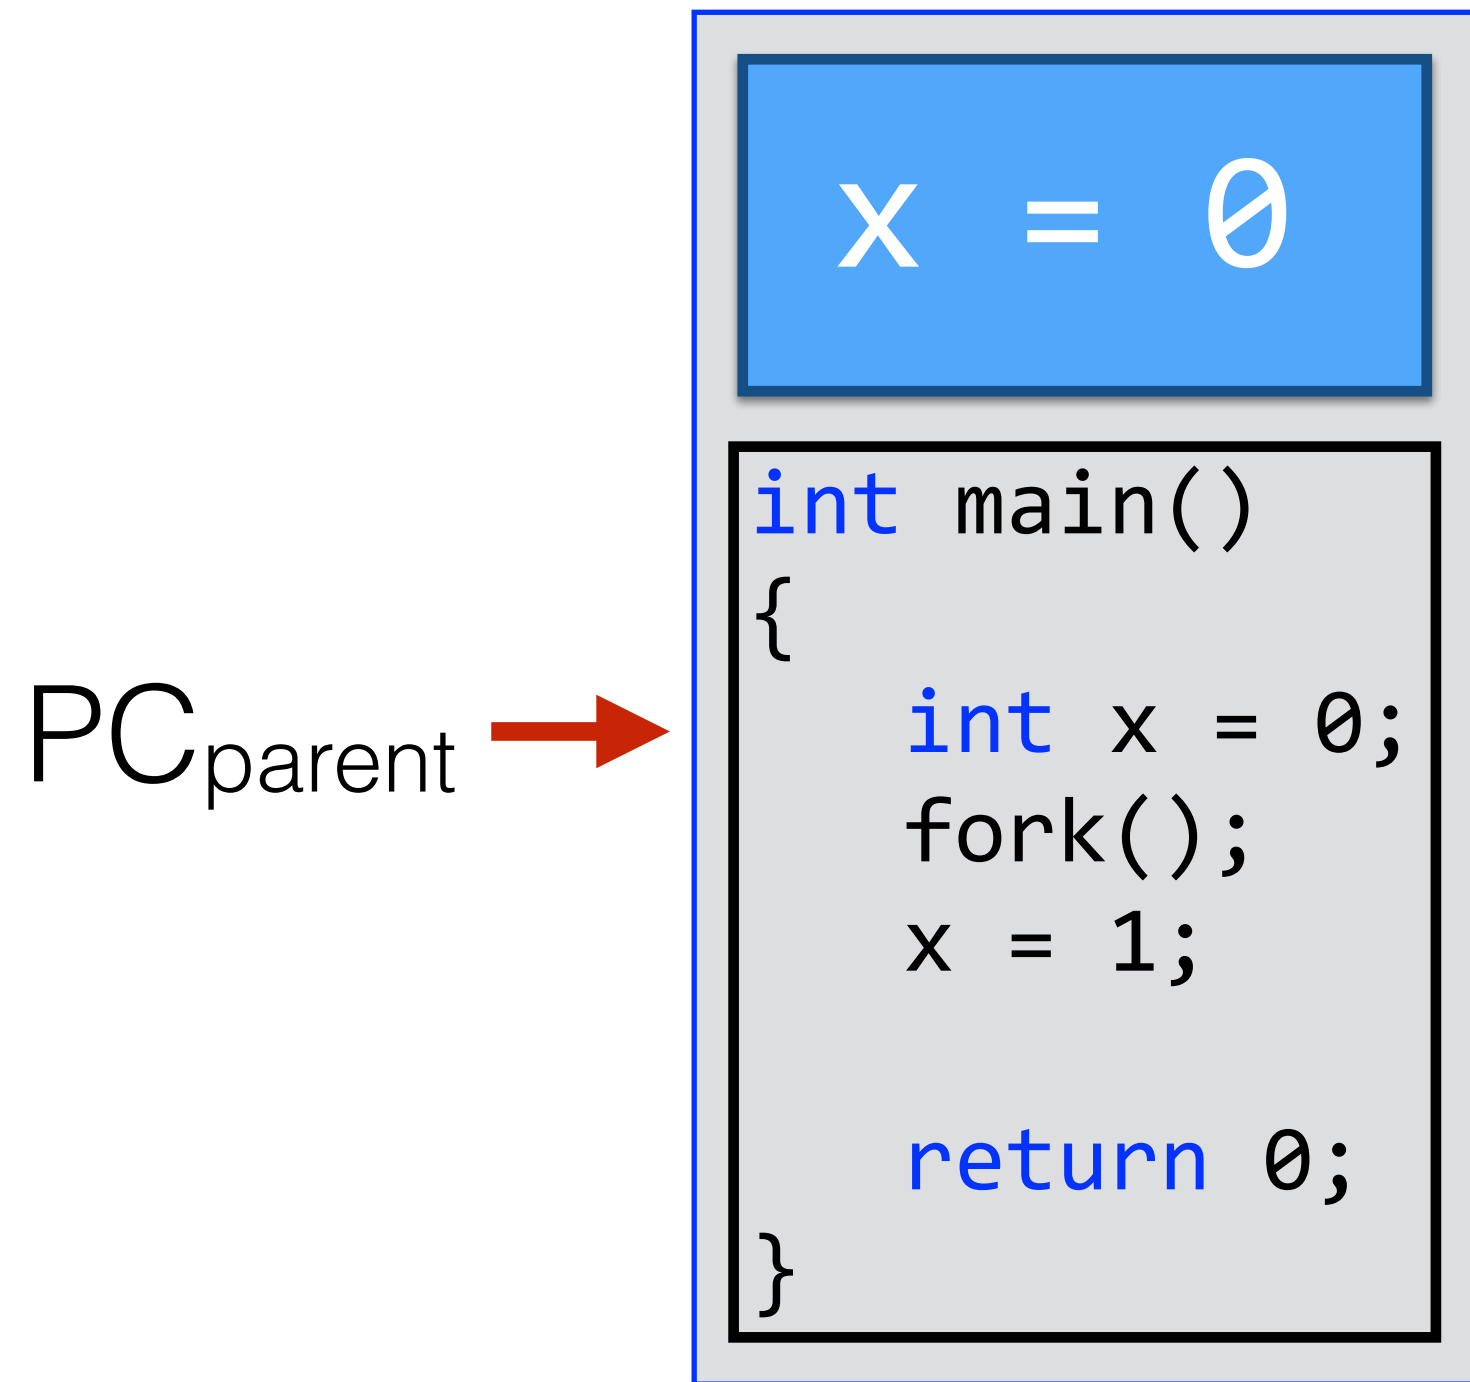 x = 0
int main()
{
PCparent
    int x = 0;
    fork();
    x = 1;
    return 0;
}